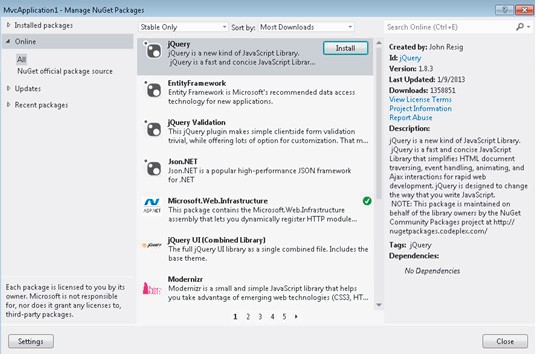 MvcApplication1 - Manage NuGet Packages
Installed packages
Online
All
NuGet official package source
Updates
Recent packages
Each package is licensed to you by its
owner. Microsoft is not responsible
for, nor does it grant any licenses to,
third-party packages.
Settings
Stable Only
Sort by: Most Downloads
jQuery
jQuery is a new kind of JavaScript Library.
jQuery is a fast and concise JavaScript Librar...
Install
EntityFramework
Entity Framework is Microsoft's recommended data access
technology for new applications.
jQuery Validation
This jQuery plugin makes simple clientside form validation
trivial, while offering lots of option for customization. That m...
Json.NET
Json.NET is a popular high-performance JSON framework
for .NET
ASP.NET
Microsoft.Web.Infrastructure
This package contains the Microsoft.Web.Infrastructure
assembly that lets you dynamically register HTTP module...
jQuery UI (Combined Library)
The full jQuery UI library as a single combined file. Includes the
base theme.
Modernizr
Modernizr is a small and simple JavaScript library that helps
you take advantage of emerging web technologies (CSS3, HT...
1 2 3 4 5
Search Online (Ctrl+E)
Created by: John Resig
Id: jQuery
Version: 1.8.3
Last Updated: 1/9/2013
Downloads: 1358851
View License Terms
Project Information
Report Abuse
Description:
jQuery is a new kind of JavaScript Library.
jQuery is a fast and concise JavaScript
Library that simplifies HTML document
traversing, event handling, animating, and
Ajax interactions for rapid web
development. jQuery is designed to change
the way that you write JavaScript.
NOTE: This package is maintained on
behalf of the library owners by the NuGet
Community Packages project at http://
nugetpackages.codeplex.com/
Tags: jQuery
Dependencies:
No Dependencies
Close